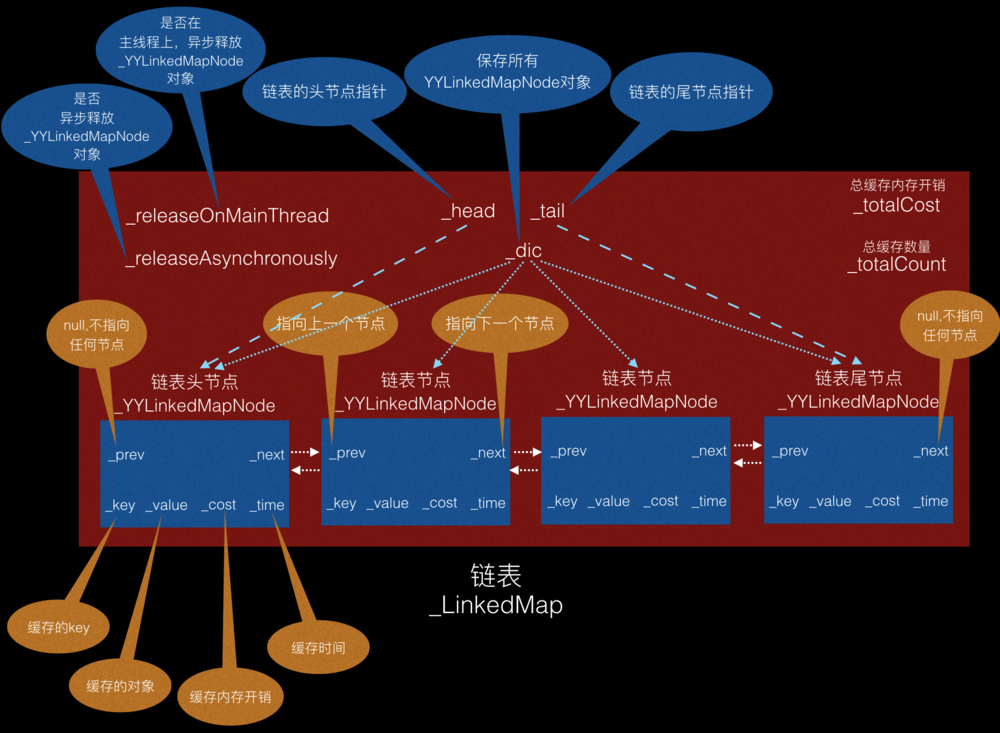 是否在
主线程上，异步释放
_YYLinkedMapNode
对象
是否
异步释放
_YYLinkedMapNode
对象
链表的头节点指针
保存所有
YYLinkedMapNode对象
链表的尾节点指针
_releaseOnMainThread
_releaseAsynchronously
_head
_tail
_dic
总缓存内存开销
_totalCost
总缓存数量
_totalCount
null,不指向
任何节点
指向上一个节点
指向下一个节点
null,不指向
任何节点
链表头节点
_YYLinkedMapNode
链表节点
_YYLinkedMapNode
链表节点
_YYLinkedMapNode
链表尾节点
_YYLinkedMapNode
_prev _next
_key _value _cost _time
_prev _next
_key _value _cost _time
_prev _next
_key _value _cost _time
_prev _next
_key _value _cost _time
链表
_LinkedMap
缓存的key
缓存的对象
缓存内存开销
缓存时间